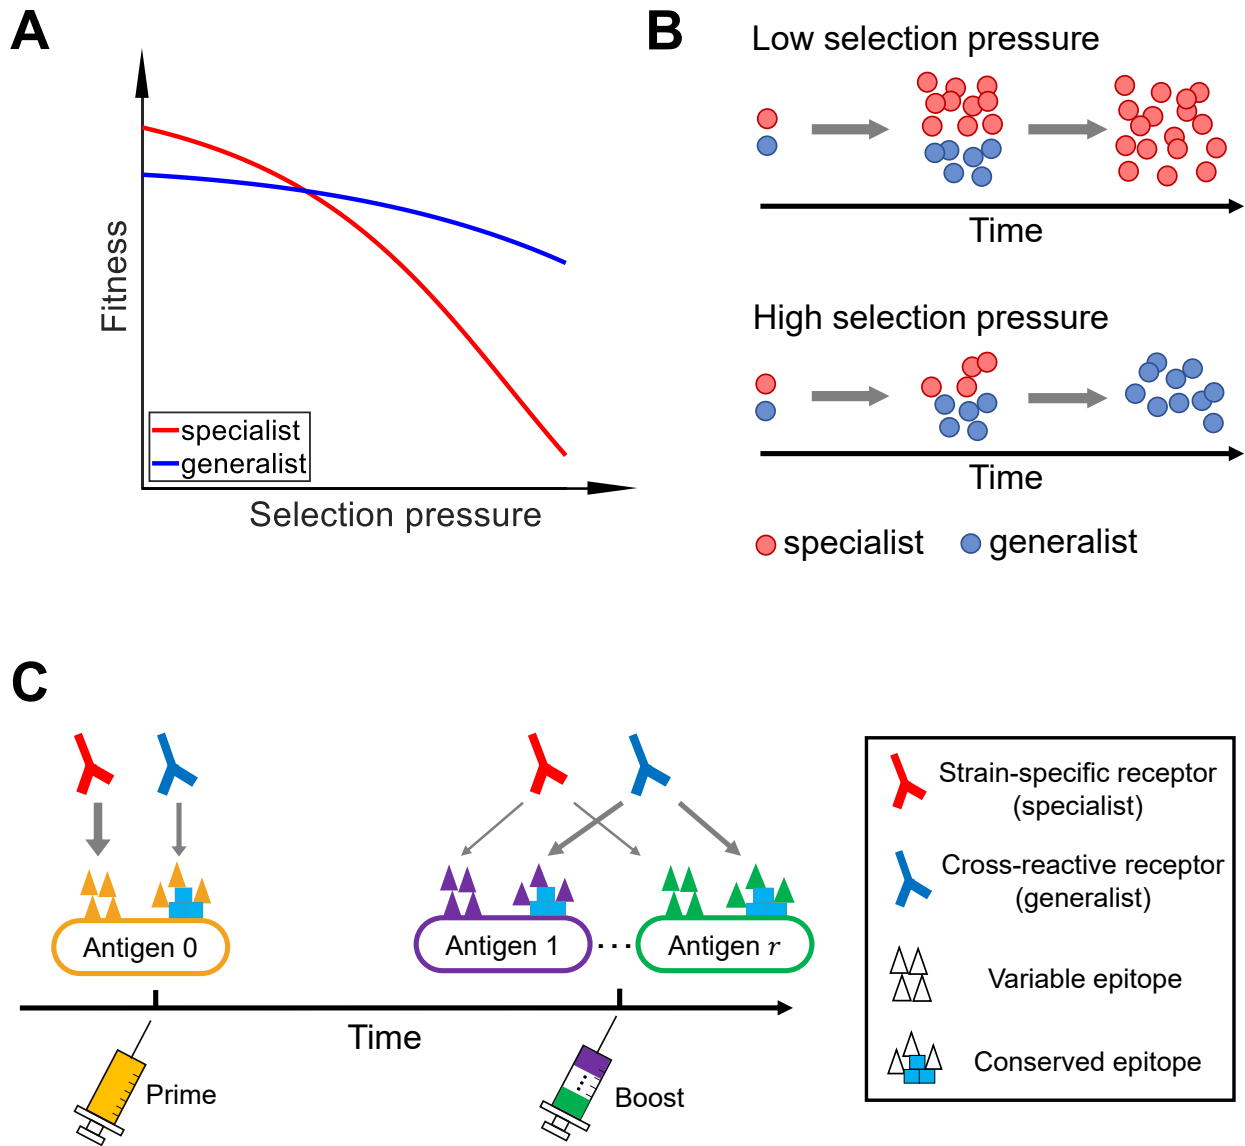 A
Fitness
specialist
generalist
Selection pressure
B
Low selection pressure
Time
High selection pressure
Time
specialist
generalist
C
Antigen 0
Antigen 1
...
Antigen r
Time
Prime
Boost
Strain-specific receptor
(specialist)
Cross-reactive receptor
(generalist)
Variable epitope
Conserved epitope